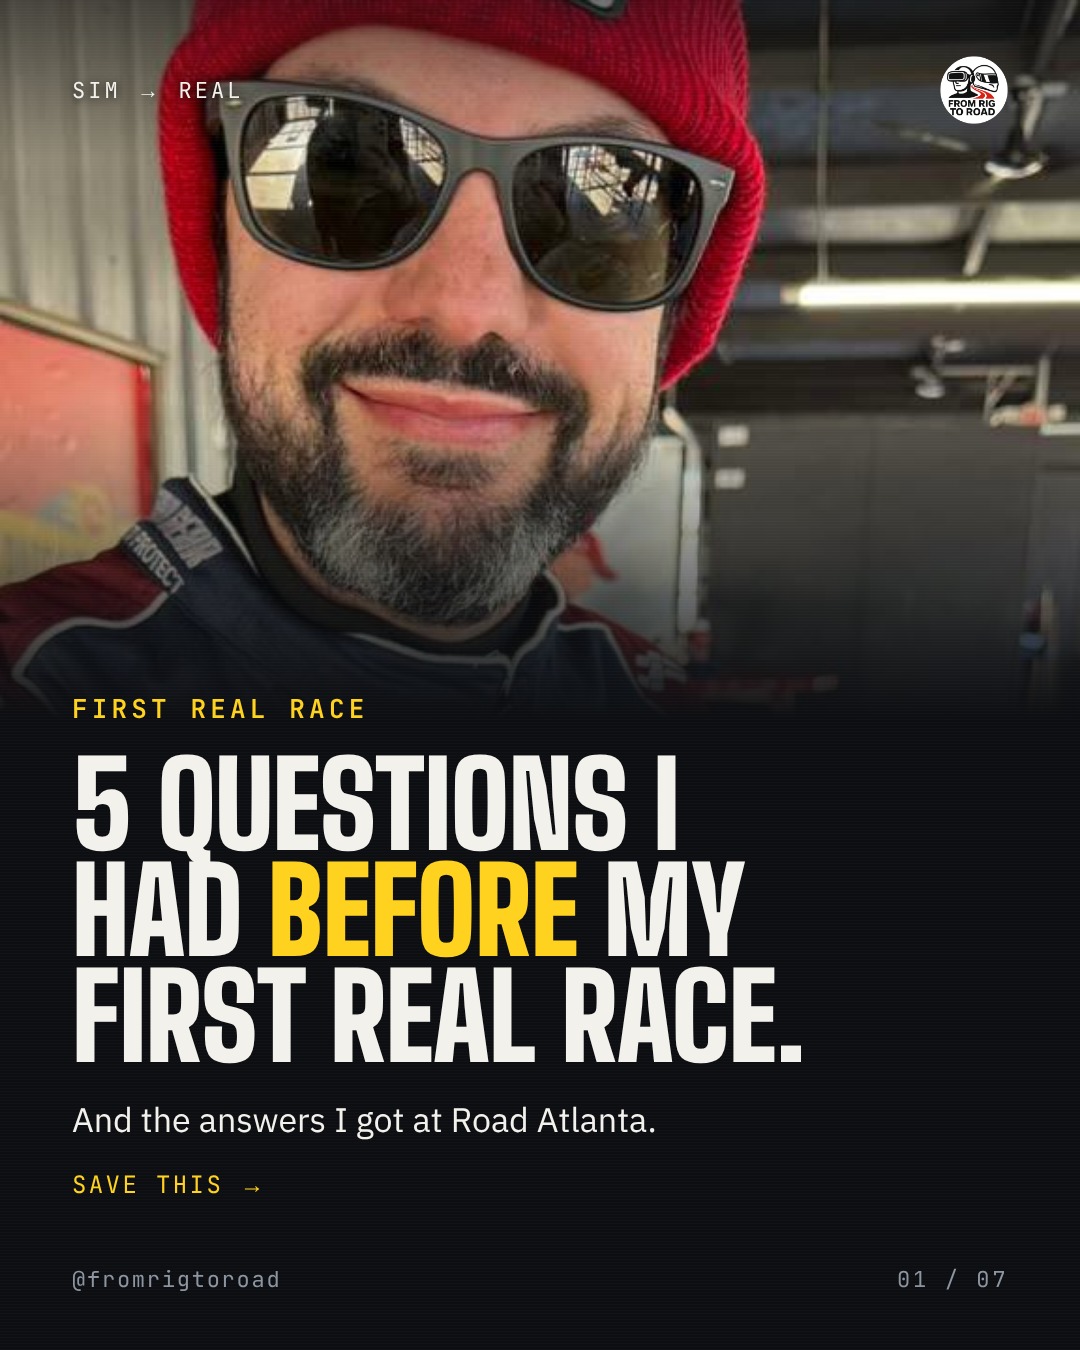 SIM → REAL
FROM RIG
TO ROAD
PROTECT
FIRST REAL RACE
5 QUESTIONS I
HAD BEFORE MY
FIRST REAL RACE.
And the answers I got at Road Atlanta.
SAVE THIS →
@fromrigtoroad
01 / 07